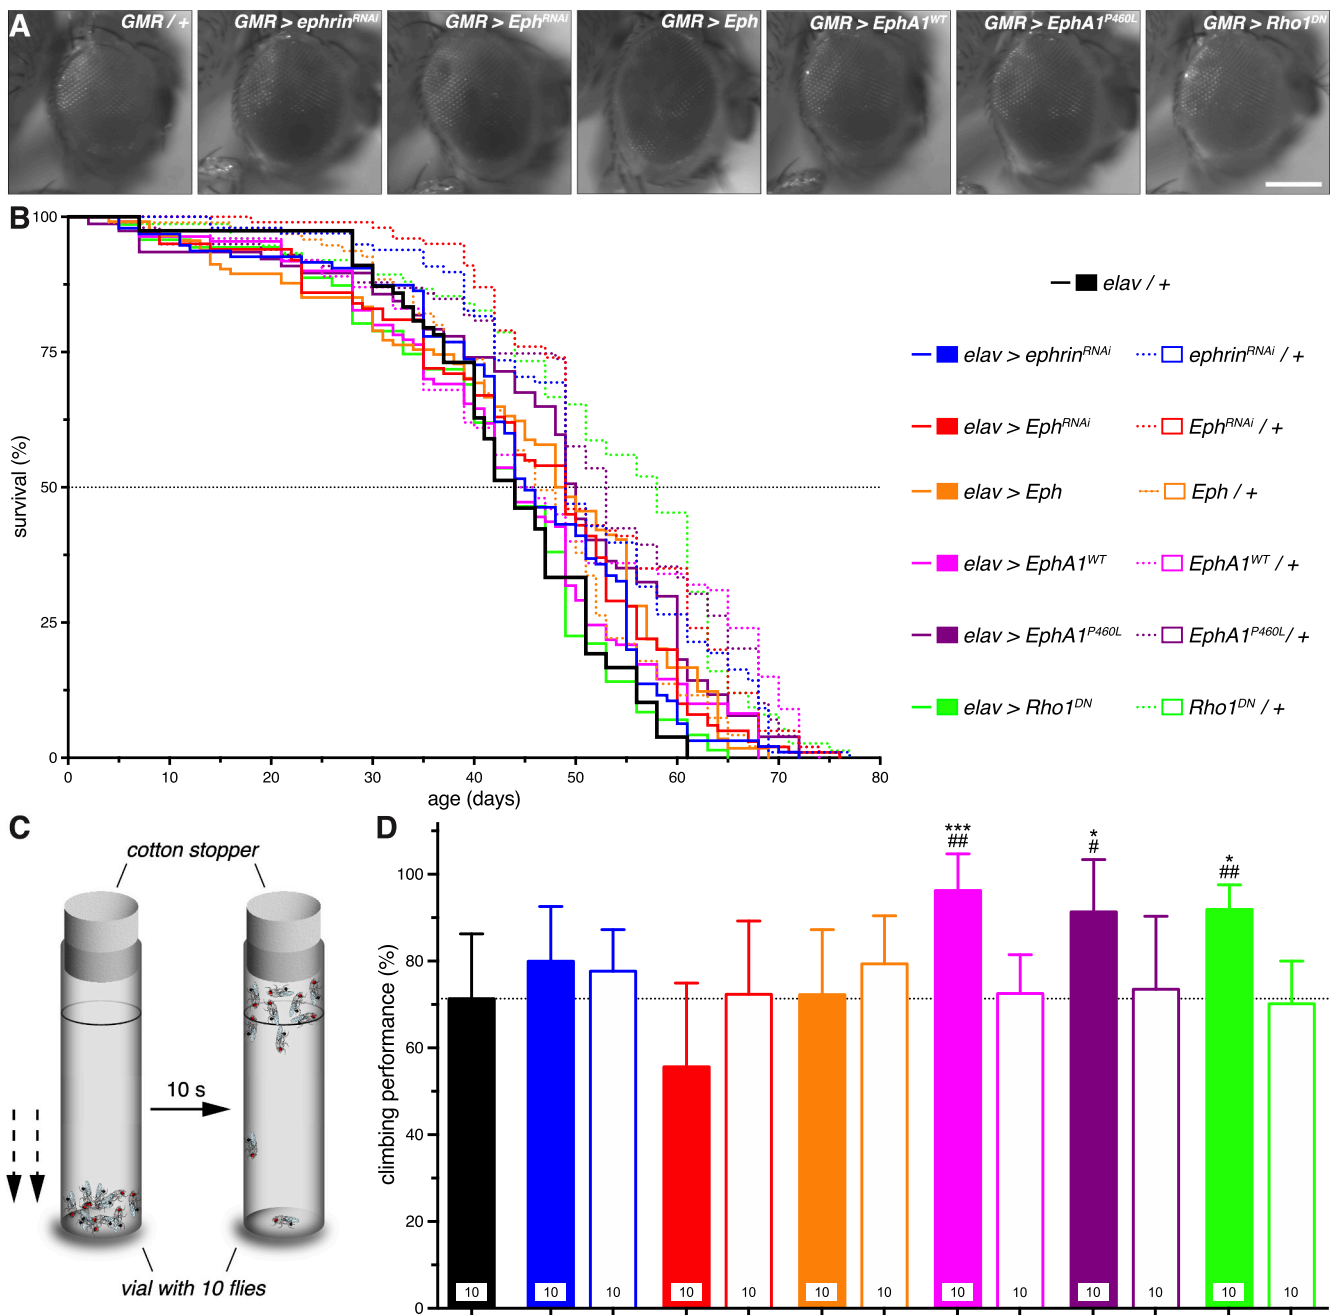 A
GMR / +
GMR > ephrinRNAi
GMR > EphRNAi
GMR > Eph
GMR > EphA1WT
GMR > EphA1P460L
GMR > Rho1DN
B
100
75
50
25
0
survival (%)
0 10 20 30 40 50 60 70 80
age (days)
elav / +
elav > ephrinRNAi
ephrinRNAi / +
elav > EphRNAi
EphRNAi / +
elav > Eph
Eph / +
elav > EphA1WT
EphA1WT / +
elav > EphA1P460L
EphA1P460L / +
elav > Rho1DN
Rho1DN / +
C
cotton stopper
10 s
vial with 10 flies
D
100
80
60
40
20
0
climbing performance (%)
***
##
*
#
*
##
10 10 10 10 10 10 10 10 10 10 10 10 10